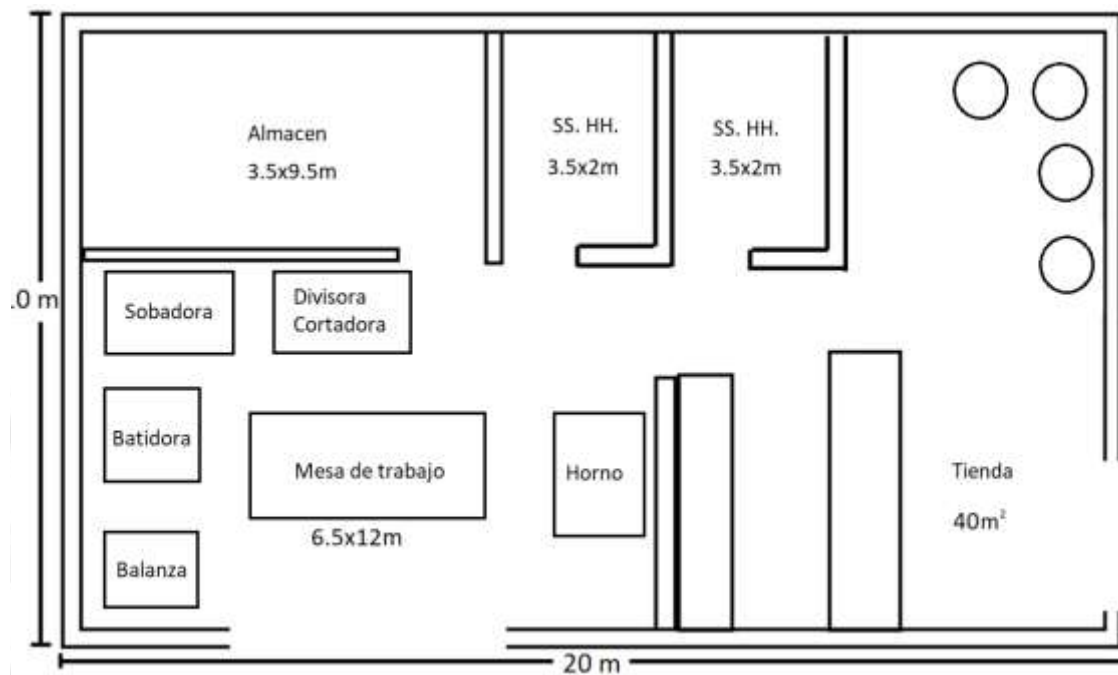 Almacen
3.5x9.5m
SS. HH.
3.5x2m
SS. HH.
3.5x2m
.0 m
Sobadora
Divisora
Cortadora
Batidora
Mesa de trabajo
6.5x12m
Horno
Tienda
40m²
Balanza
20 m